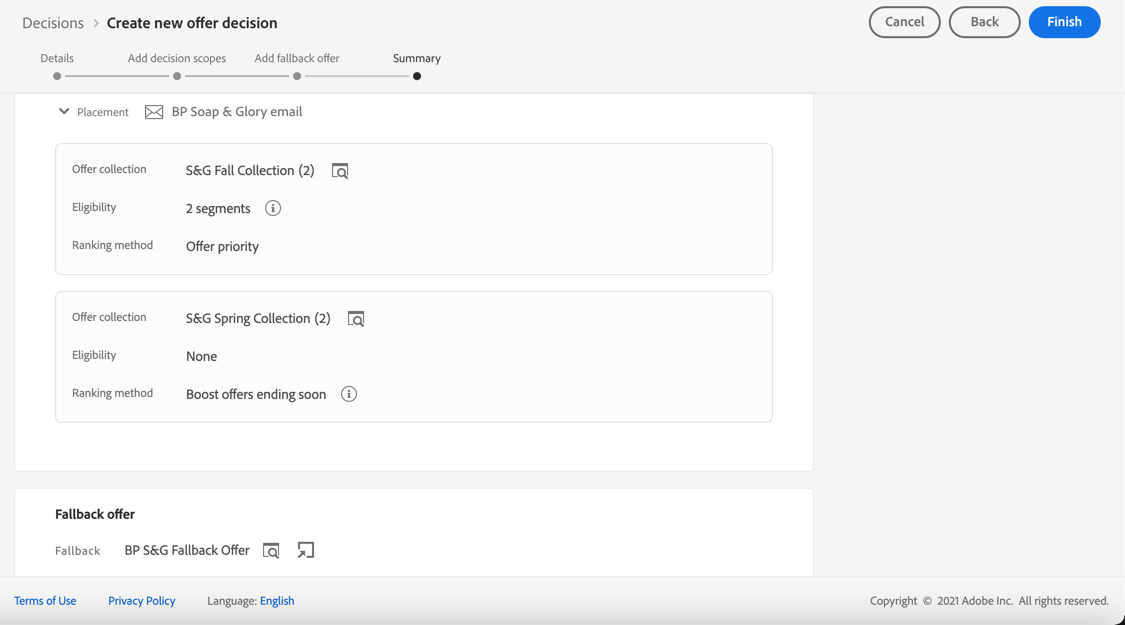 Decisions > Create new offer decision
Cancel
Back
Finish
Details
Add decision scopes
Add fallback offer
Summary
Placement BP Soap & Glory email
Offer collection S&G Fall Collection (2)
Eligibility 2 segments
Ranking method Offer priority
Offer collection S&G Spring Collection (2)
Eligibility None
Ranking method Boost offers ending soon
Fallback offer
Fallback BP S&G Fallback Offer
Terms of Use Privacy Policy Language: English Copyright © 2021 Adobe Inc. All rights reserved.